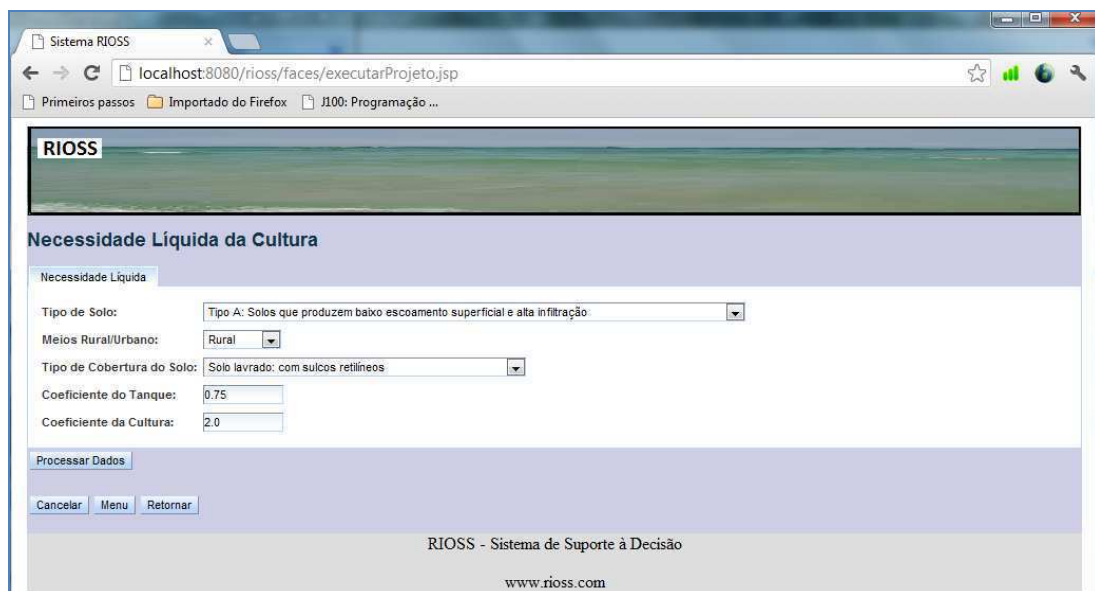 Sistema RIOSS
localhost:8080/rioss/faces/executarProjeto.jsp
Primeiros passos Importado do Firefox J100: Programação ...
RIOSS
Necessidade Líquida da Cultura
Necessidade Líquida
Tipo de Solo: Tipo A: Solos que produzem baixo escoamento superficial e alta infiltração
Meios Rural/Urbano: Rural
Tipo de Cobertura do Solo: Solo lavrado: com sulcos retilíneos
Coeficiente do Tanque: 0.75
Coeficiente da Cultura: 2.0
Processar Dados
Cancelar Menu Retornar
RIOSS - Sistema de Suporte à Decisão
www.rioss.com